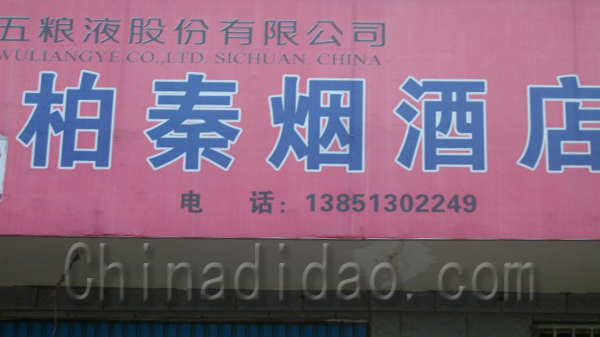 五粮液股份有限公司
WULIANGYE CO.,LTD. SICHUAN, CHINA
柏秦烟酒店
电 话：13851302249
Chinadidao.com